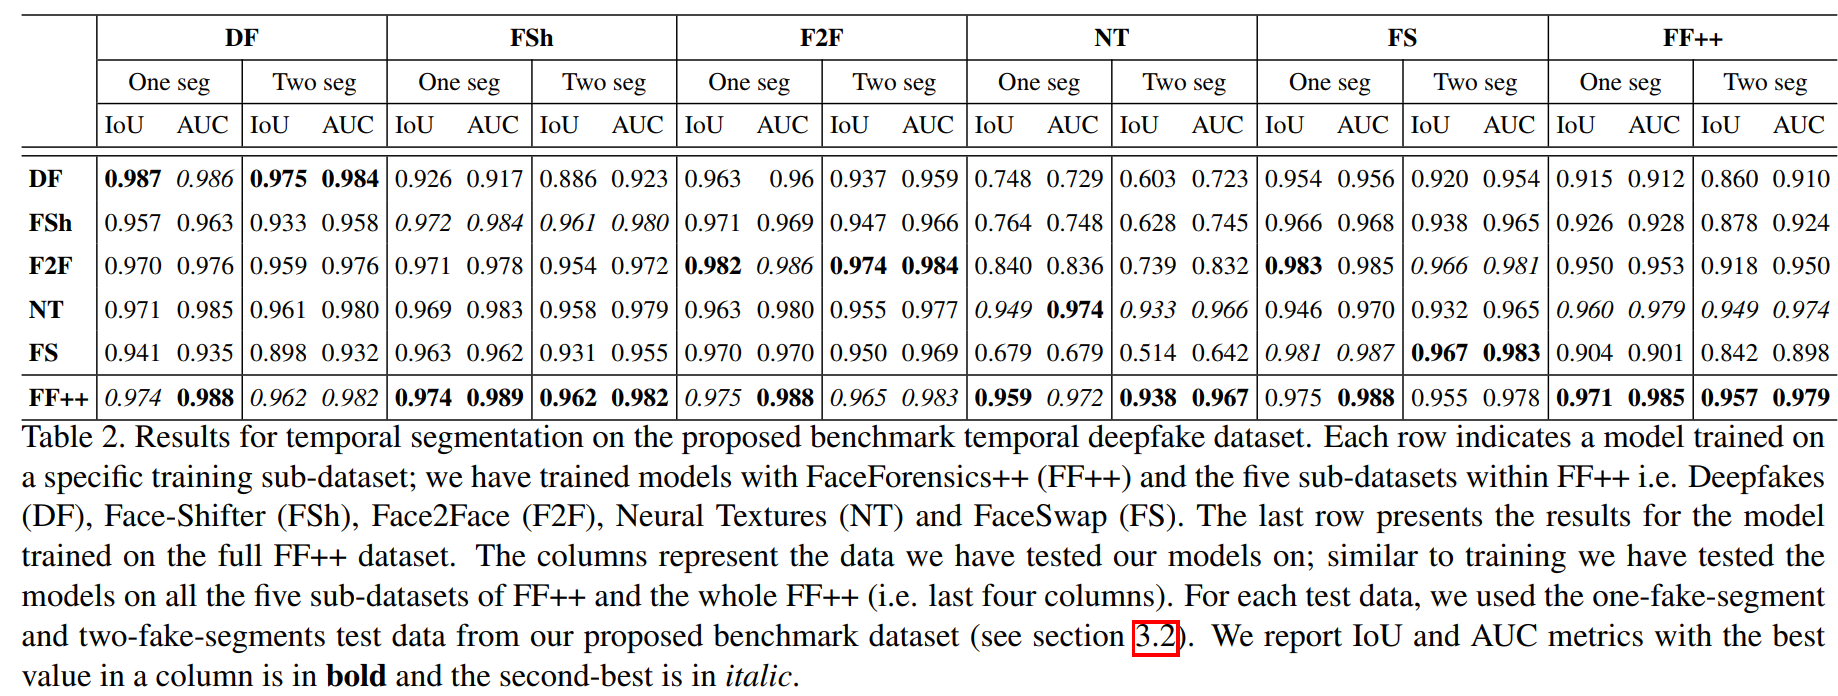 DF FSh F2F NT FS FF++
One seg Two seg One seg Two seg One seg Two seg One seg Two seg One seg Two seg One seg Two seg
IoU AUC IoU AUC IoU AUC IoU AUC IoU AUC IoU AUC IoU AUC IoU AUC IoU AUC IoU AUC IoU AUC IoU AUC
DF 0.987 0.986 0.975 0.984 0.926 0.917 0.886 0.923 0.963 0.96 0.937 0.959 0.748 0.729 0.603 0.723 0.954 0.956 0.920 0.954 0.915 0.912 0.860 0.910
FSh 0.957 0.963 0.933 0.958 0.972 0.984 0.961 0.980 0.971 0.969 0.947 0.966 0.764 0.748 0.628 0.745 0.966 0.968 0.938 0.965 0.926 0.928 0.878 0.924
F2F 0.970 0.976 0.959 0.976 0.971 0.978 0.954 0.972 0.982 0.986 0.974 0.984 0.840 0.836 0.739 0.832 0.983 0.985 0.966 0.981 0.950 0.953 0.918 0.950
NT 0.971 0.985 0.961 0.980 0.969 0.983 0.958 0.979 0.963 0.980 0.955 0.977 0.949 0.974 0.933 0.966 0.946 0.970 0.932 0.965 0.960 0.979 0.949 0.974
FS 0.941 0.935 0.898 0.932 0.963 0.962 0.931 0.955 0.970 0.970 0.950 0.969 0.679 0.679 0.514 0.642 0.981 0.987 0.967 0.983 0.904 0.901 0.842 0.898
FF++ 0.974 0.988 0.962 0.982 0.974 0.989 0.962 0.982 0.975 0.988 0.965 0.983 0.959 0.972 0.938 0.967 0.975 0.988 0.955 0.978 0.971 0.985 0.957 0.979
Table 2. Results for temporal segmentation on the proposed benchmark temporal deepfake dataset. Each row indicates a model trained on
a specific training sub-dataset; we have trained models with FaceForensics++ (FF++) and the five sub-datasets within FF++ i.e. Deepfakes
(DF), Face-Shifter (FSh), Face2Face (F2F), Neural Textures (NT) and FaceSwap (FS). The last row presents the results for the model
trained on the full FF++ dataset. The columns represent the data we have tested our models on; similar to training we have tested the
models on all the five sub-datasets of FF++ and the whole FF++ (i.e. last four columns). For each test data, we used the one-fake-segment
and two-fake-segments test data from our proposed benchmark dataset (see section 3.2). We report IoU and AUC metrics with the best
value in a column is in bold and the second-best is in italic.